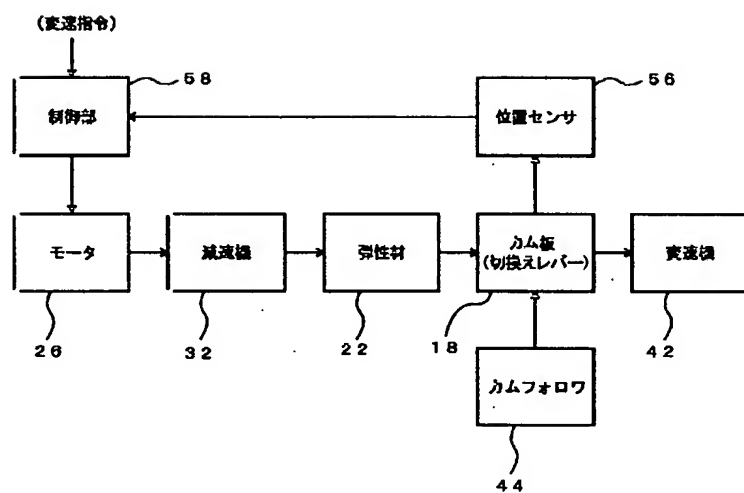 (変速指令)
58
56
制御部
位置センサ
モータ
減速機
弾性材
カム板
(切換えレバー)
変速機
26
32
22
18
42
カムフォロワ
44